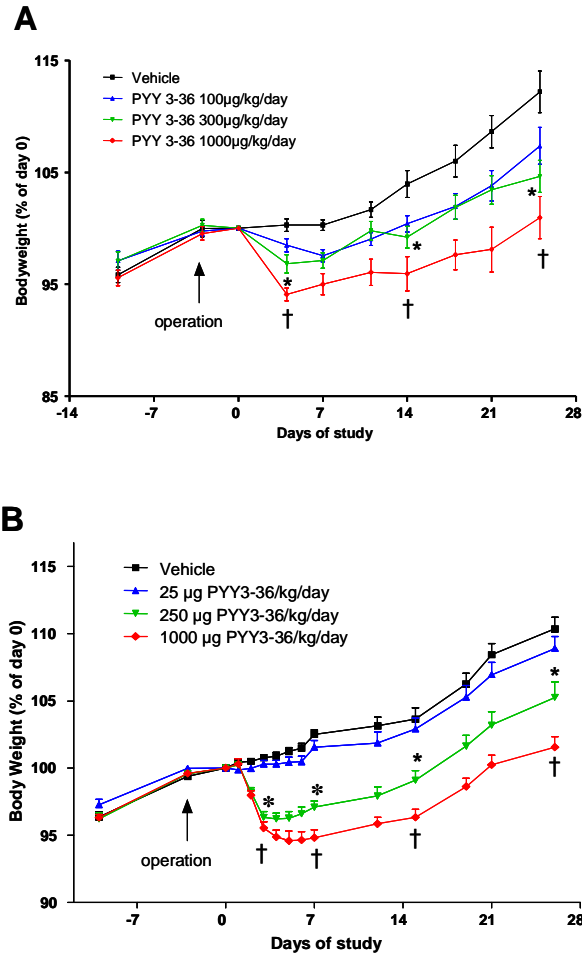 A
115
Vehicle
PYY 3-36 100µg/kg/day
PYY 3-36 300µg/kg/day
PYY 3-36 1000µg/kg/day
105
Bodyweight (% of day 0)
*
*
*
†
95
*
†
†
operation
85
-14 -7 0 7 14 21 28
Days of study
B
115
Vehicle
25 µg PYY3-36/kg/day
250 µg PYY3-36/kg/day
1000 µg PYY3-36/kg/day
110
Body Weight (% of day 0)
105
*
*
100
* *
†
95
† † †
operation
90
-7 0 7 14 21 28
Days of study